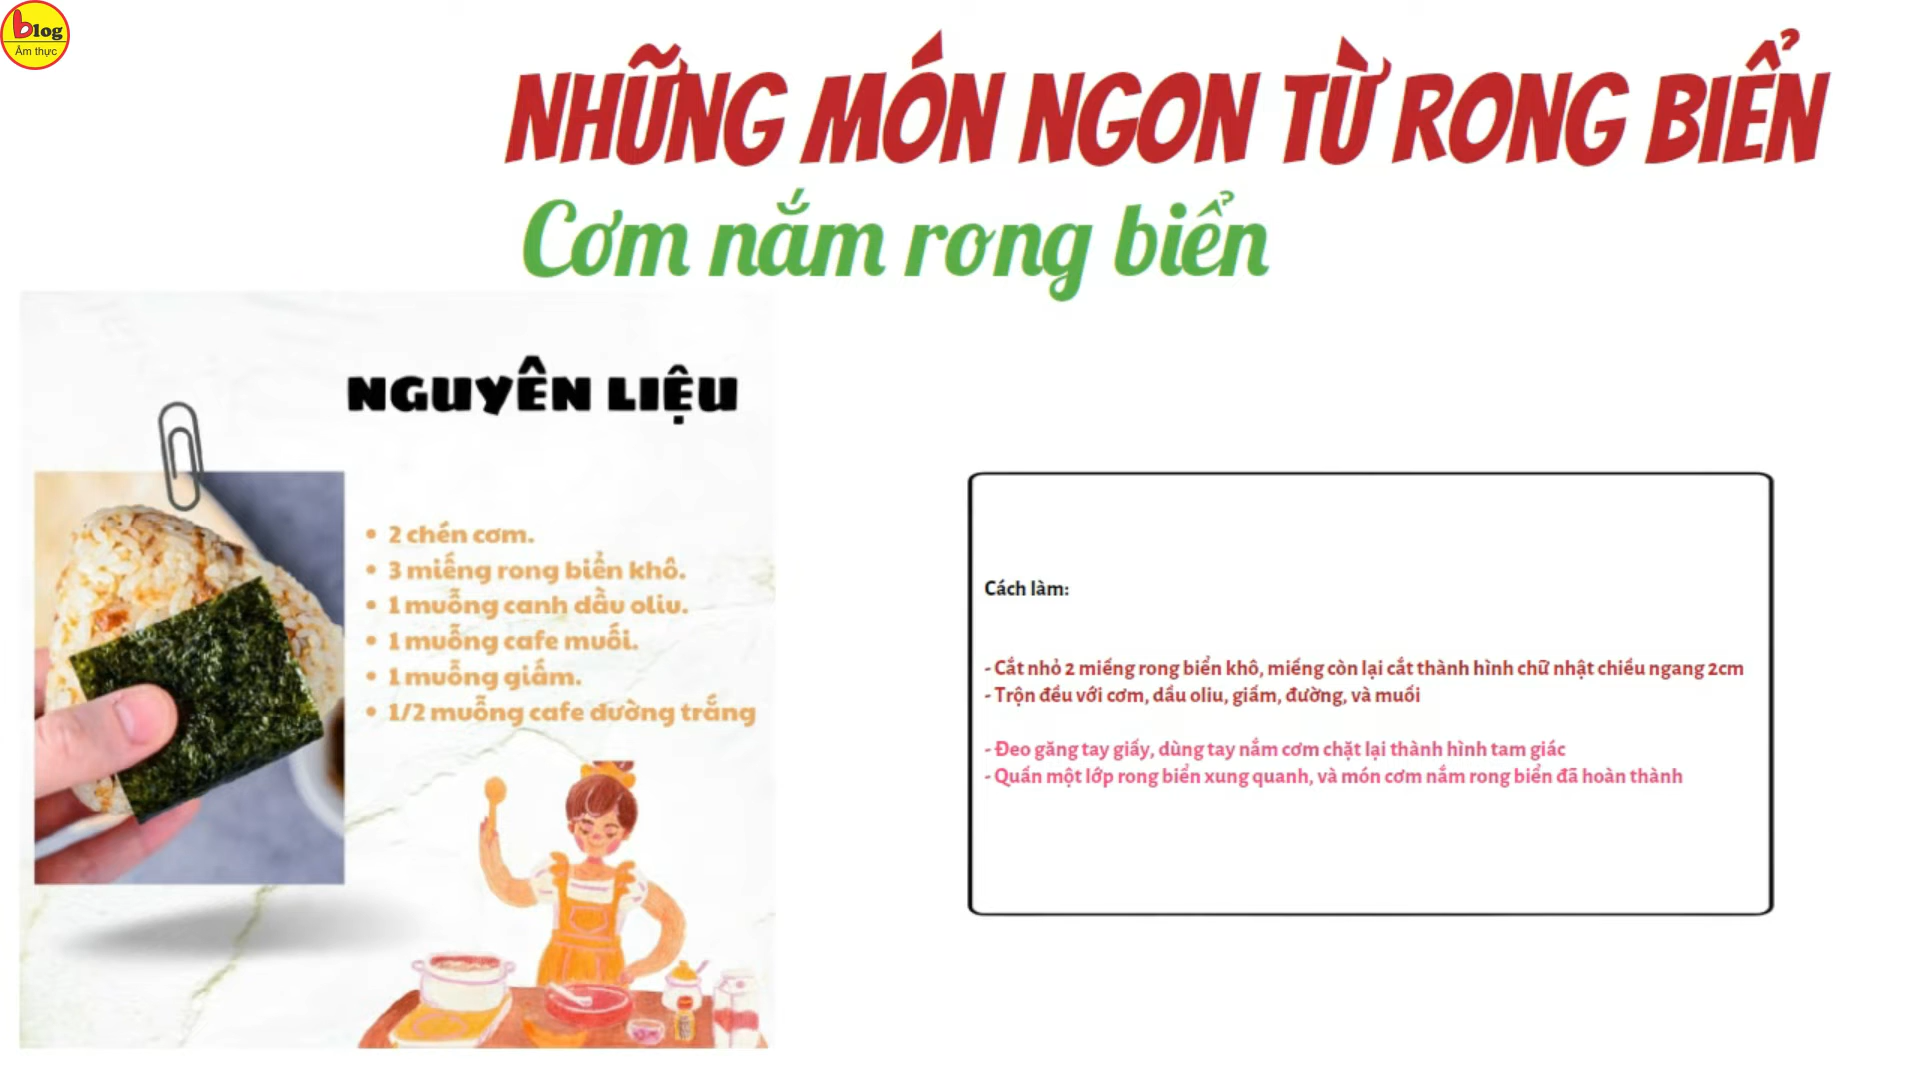 blog
Ẩm thực
NHỮNG MÓN NGON TỪ RONG BIỂN
Cơm nắm rong biển
NGUYÊN LIỆU
• 2 chén cơm.
• 3 miếng rong biển khô.
• 1 muỗng canh dầu oliu.
• 1 muỗng cafe muối.
• 1 muỗng giấm.
• 1/2 muỗng cafe đường trắng
Cách làm:
- Cắt nhỏ 2 miếng rong biển khô, miếng còn lại cắt thành hình chữ nhật chiều ngang 2cm
- Trộn đều với cơm, dầu oliu, giấm, đường, và muối
- Đeo găng tay giấy, dùng tay nắm cơm chặt lại thành hình tam giác
- Quấn một lớp rong biển xung quanh, và món cơm nắm rong biển đã hoàn thành